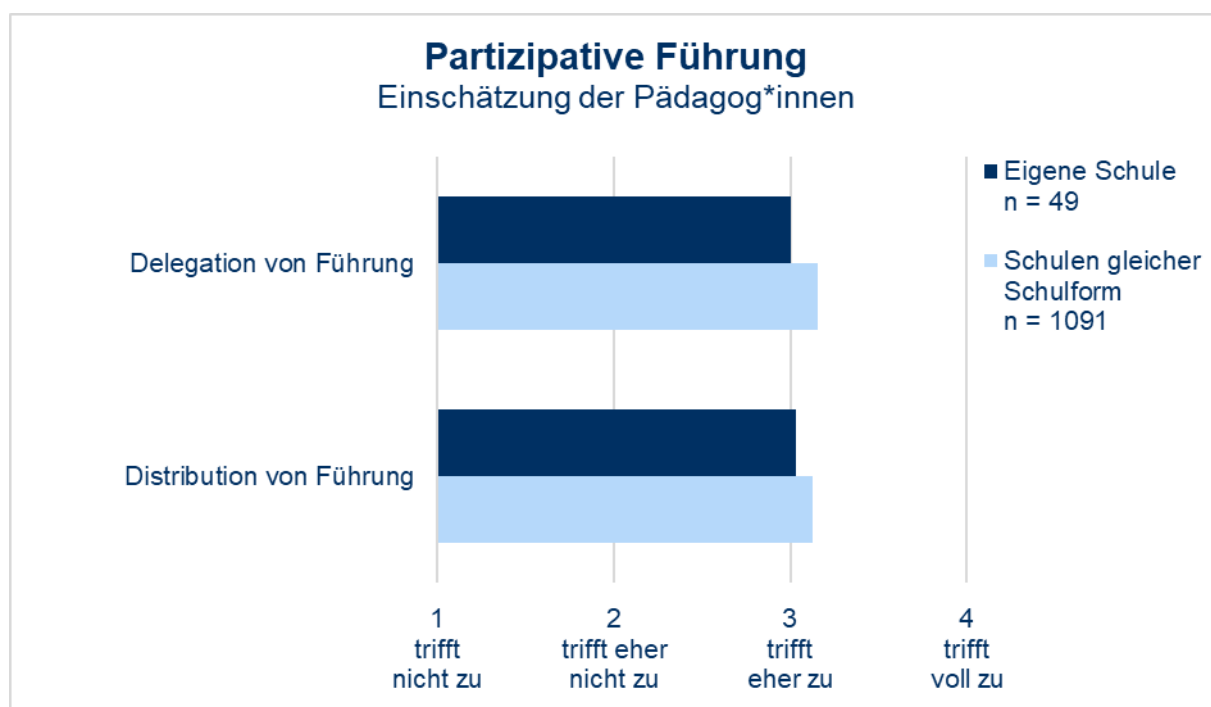 Partizipative Führung
Einschätzung der Pädagog*innen
Eigene Schule
n = 49
Schulen gleicher
Schulform
n = 1091
Delegation von Führung
Distribution von Führung
1
trifft
nicht zu
2
trifft eher
nicht zu
3
trifft
eher zu
4
trifft
voll zu